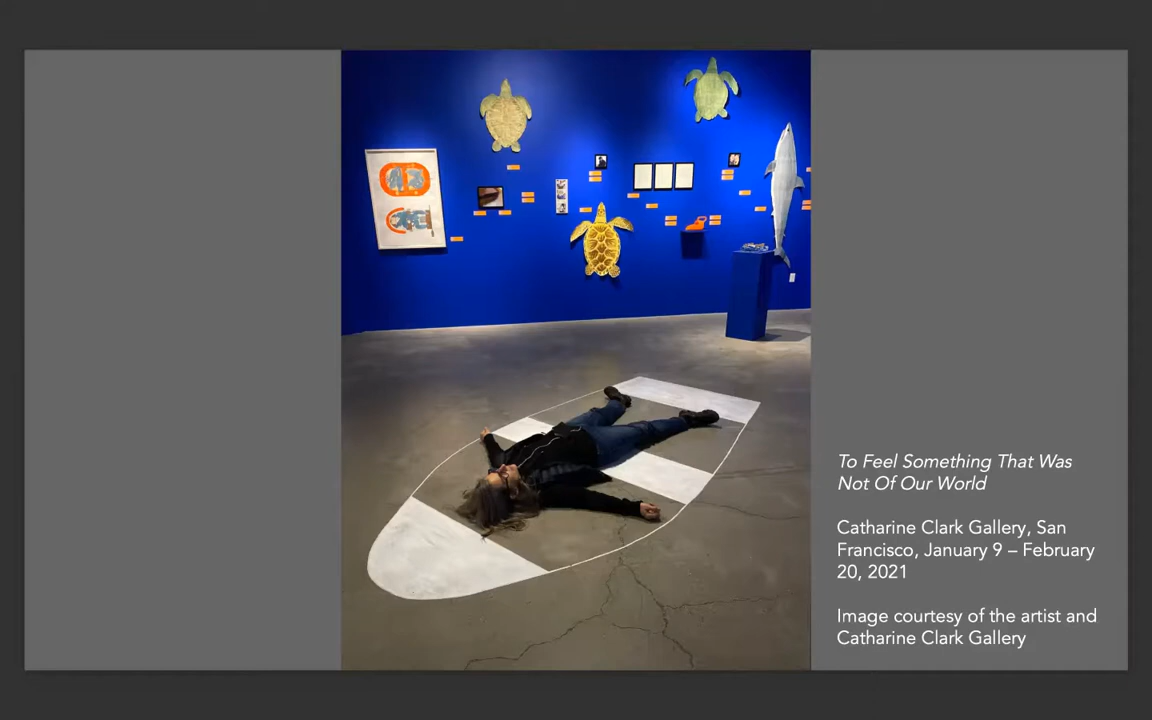 To Feel Something That Was
Not Of Our World
Catharine Clark Gallery, San
Francisco, January 9 – February
20, 2021
Image courtesy of the artist and
Catharine Clark Gallery